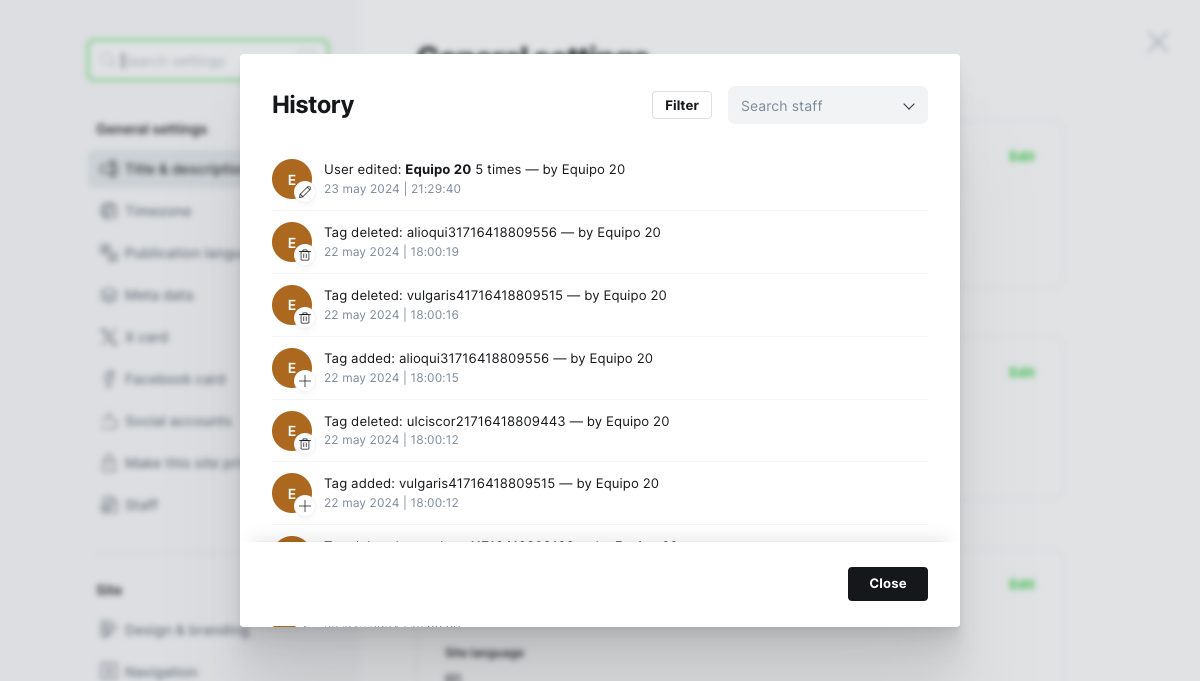 General settings
Search settings
History
Filter
Search staff
General settings
Edit
E
User edited: Equipo 20 5 times — by Equipo 20
23 may 2024 | 21:29:40
Title & description
E
Tag deleted: alioqui31716418809556 — by Equipo 20
22 may 2024 | 18:00:19
Timezone
Publication
E
Tag deleted: vulgaris41716418809515 — by Equipo 20
22 may 2024 | 18:00:16
Meta data
X card
E
Tag added: alioqui31716418809556 — by Equipo 20
22 may 2024 | 18:00:15
Edit
Facebook card
Social accounts
E
Tag deleted: ulciscor21716418809443 — by Equipo 20
22 may 2024 | 18:00:12
Make this site
E
Tag added: vulgaris41716418809515 — by Equipo 20
22 may 2024 | 18:00:12
Staff
Close
Edit
Site
Design & branding
Site language
Navigation